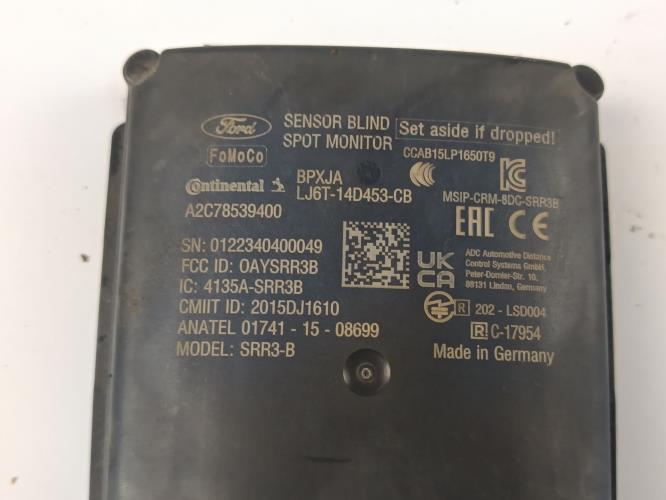 Ford
SENSOR BLIND
SPOT MONITOR
Set aside if dropped!
FoMoCo
CCAB15LP1650T9
Continental
BPXJA
LJ6T-14D453-CB
MSIP-CRM-8DC-SRR3B
A2C78539400
EAC CE
SN: 0122340400049
FCC ID: OAYSRR3B
IC: 4135A-SRR3B
CMIIT ID: 2015DJ1610
ANATEL 01741 - 15 - 08699
MODEL: SRR3-B
UK
CA
ADC Automotive Distance
Control Systems GmbH,
Peter-Dornier-Str. 10,
88131 Lindau, Germany
R 202 - LSD004
R C-17954
Made in Germany